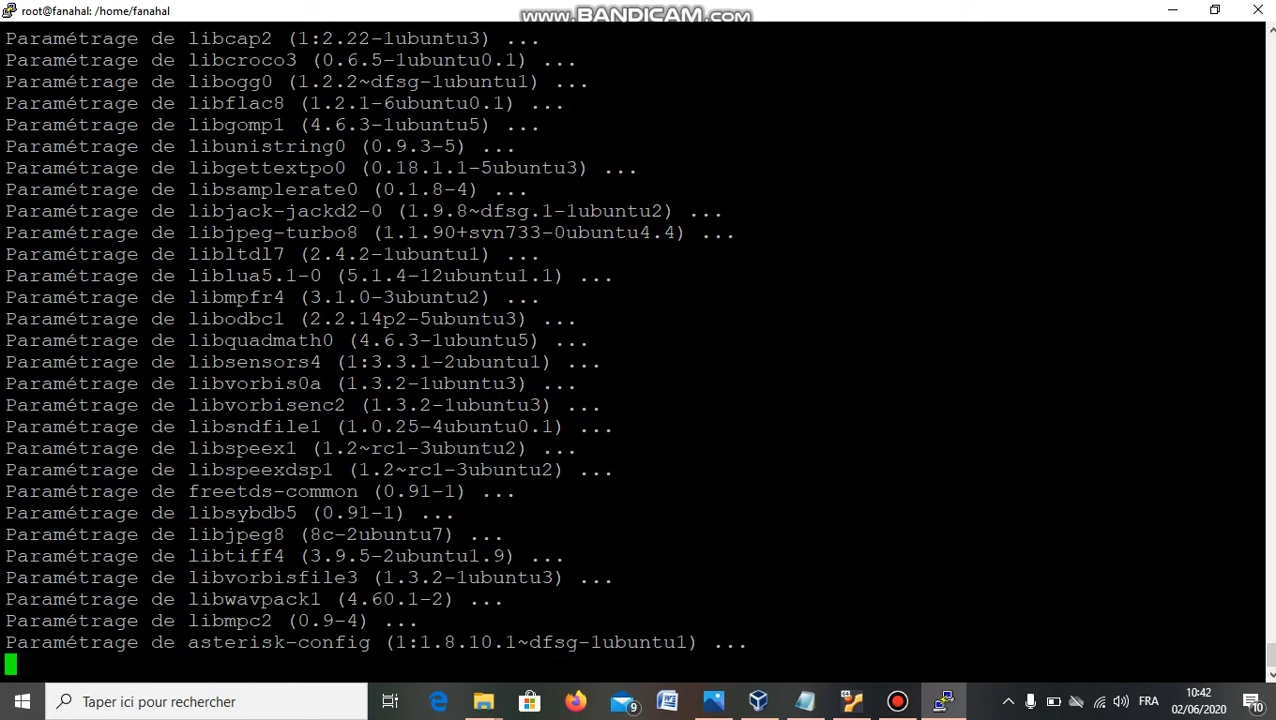 root@fanahal: /home/fanahal
www.BANDICAM.com
Paramétrage de libcap2 (1:2.22-1ubuntu3) ...
Paramétrage de libcroco3 (0.6.5-1ubuntu0.1) ...
Paramétrage de libogg0 (1.2.2~dfsg-1ubuntu1) ...
Paramétrage de libflac8 (1.2.1-6ubuntu0.1) ...
Paramétrage de libgomp1 (4.6.3-1ubuntu5) ...
Paramétrage de libunistring0 (0.9.3-5) ...
Paramétrage de libgettextpo0 (0.18.1.1-5ubuntu3) ...
Paramétrage de libsamplerate0 (0.1.8-4) ...
Paramétrage de libjack-jackd2-0 (1.9.8~dfsg.1-1ubuntu2) ...
Paramétrage de libjpeg-turbo8 (1.1.90+svn733-0ubuntu4.4) ...
Paramétrage de libltdl7 (2.4.2-1ubuntu1) ...
Paramétrage de liblua5.1-0 (5.1.4-12ubuntu1.1) ...
Paramétrage de libmpfr4 (3.1.0-3ubuntu2) ...
Paramétrage de libodbc1 (2.2.14p2-5ubuntu3) ...
Paramétrage de libquadmath0 (4.6.3-1ubuntu5) ...
Paramétrage de libsensors4 (1:3.3.1-2ubuntu1) ...
Paramétrage de libvorbis0a (1.3.2-1ubuntu3) ...
Paramétrage de libvorbisenc2 (1.3.2-1ubuntu3) ...
Paramétrage de libsndfile1 (1.0.25-4ubuntu0.1) ...
Paramétrage de libspeex1 (1.2~rc1-3ubuntu2) ...
Paramétrage de libspeexdsp1 (1.2~rc1-3ubuntu2) ...
Paramétrage de freetds-common (0.91-1) ...
Paramétrage de libsybdb5 (0.91-1) ...
Paramétrage de libjpeg8 (8c-2ubuntu7) ...
Paramétrage de libtiff4 (3.9.5-2ubuntu1.9) ...
Paramétrage de libvorbisfile3 (1.3.2-1ubuntu3) ...
Paramétrage de libwavpack1 (4.60.1-2) ...
Paramétrage de libmpc2 (0.9-4) ...
Paramétrage de asterisk-config (1:1.8.10.1~dfsg-1ubuntu1) ...
Taper ici pour rechercher
9
FRA
10:42
02/06/2020
10